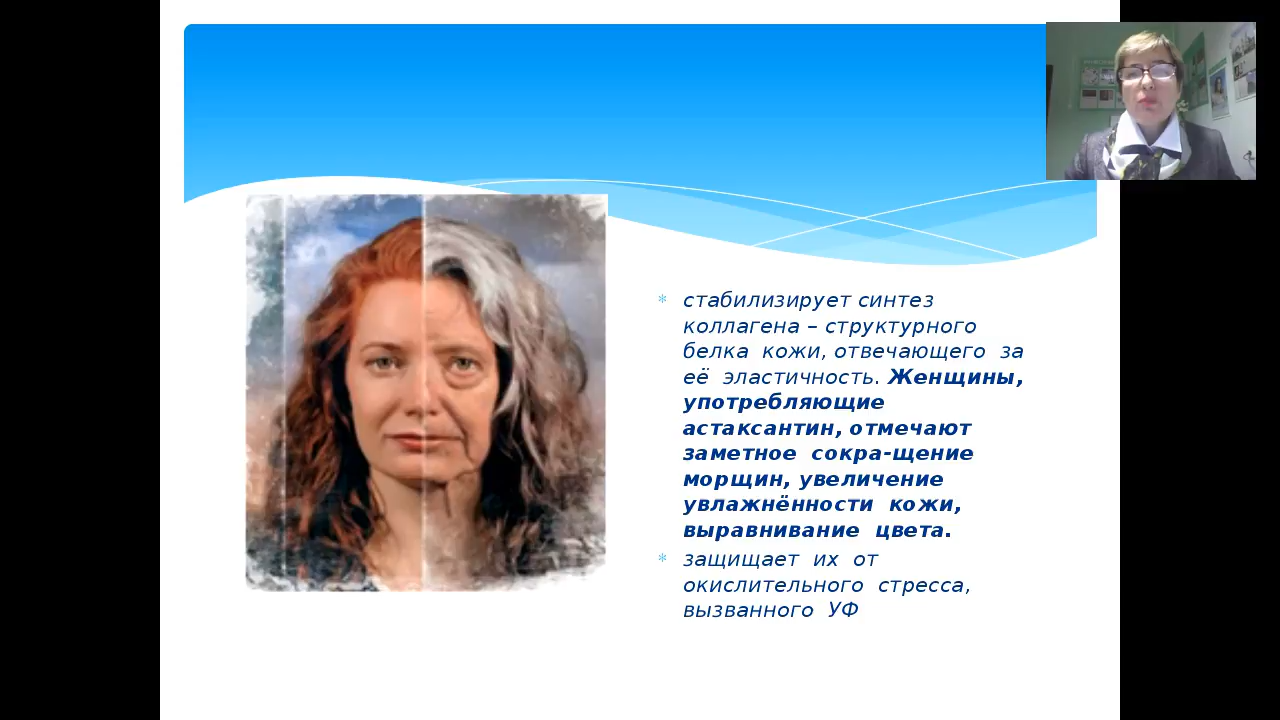 стабилизирует синтез
коллагена – структурного
белка кожи, отвечающего за
её эластичность. Женщины,
употребляющие
астаксантин, отмечают
заметное сокра-щение
морщин, увеличение
увлажнённости кожи,
выравнивание цвета.
защищает их от
окислительного стресса,
вызванного УФ